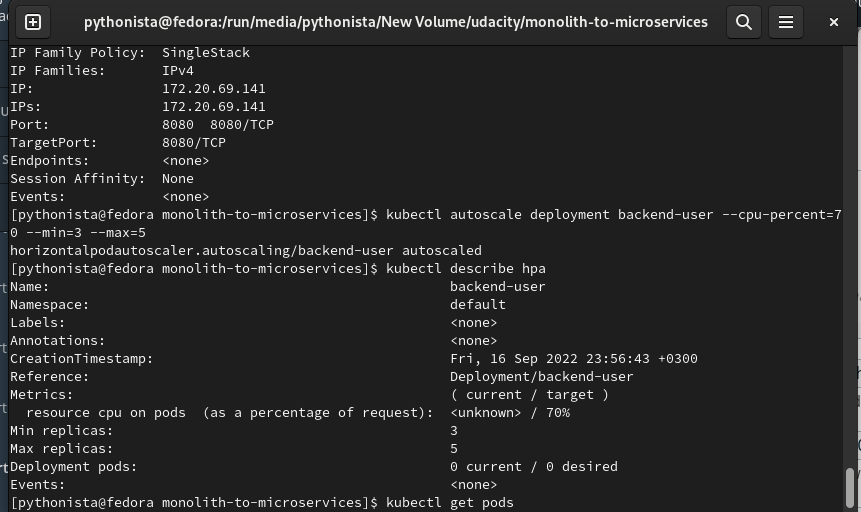 pythonista@fedora:/run/media/pythonista/New Volume/udacity/monolith-to-microservices
IP Family Policy:  SingleStack
IP Families:       IPv4
IP:                172.20.69.141
IPs:               172.20.69.141
Port:              8080  8080/TCP
TargetPort:        8080/TCP
Endpoints:         <none>
Session Affinity:  None
Events:            <none>
[pythonista@fedora monolith-to-microservices]$ kubectl autoscale deployment backend-user --cpu-percent=7
0 --min=3 --max=5
horizontalpodautoscaler.autoscaling/backend-user autoscaled
[pythonista@fedora monolith-to-microservices]$ kubectl describe hpa
Name:                                                  backend-user
Namespace:                                             default
Labels:                                                <none>
Annotations:                                           <none>
CreationTimestamp:                                     Fri, 16 Sep 2022 23:56:43 +0300
Reference:                                             Deployment/backend-user
Metrics:                                               ( current / target )
  resource cpu on pods  (as a percentage of request):  <unknown> / 70%
Min replicas:                                          3
Max replicas:                                          5
Deployment pods:                                       0 current / 0 desired
Events:                                                <none>
[pythonista@fedora monolith-to-microservices]$ kubectl get pods